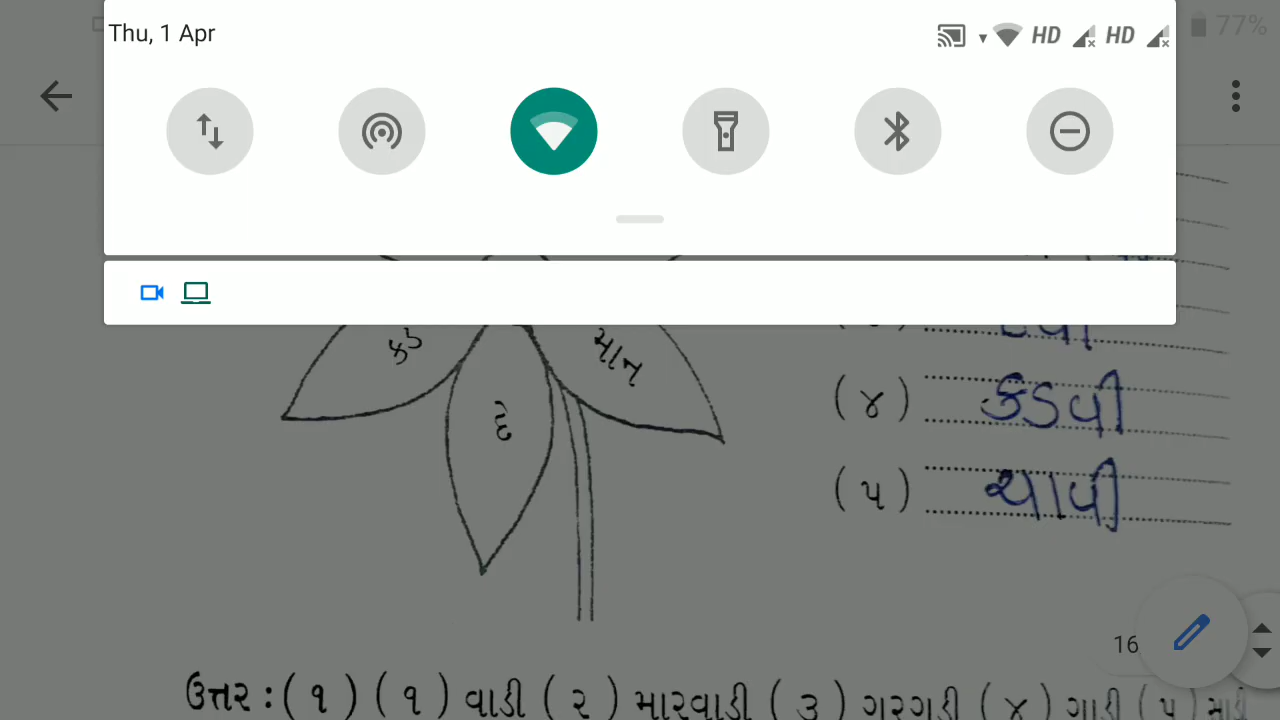 Thu, 1 Apr
HD
HD
77%
કડ
માન
દે
(૪) કડવી
(૫) ચાવી
16
ઉત્તર : (૧) (૧) વાડી (૨) મારવાડી (૩) ગરગડી (૪) ગાડી (૫)